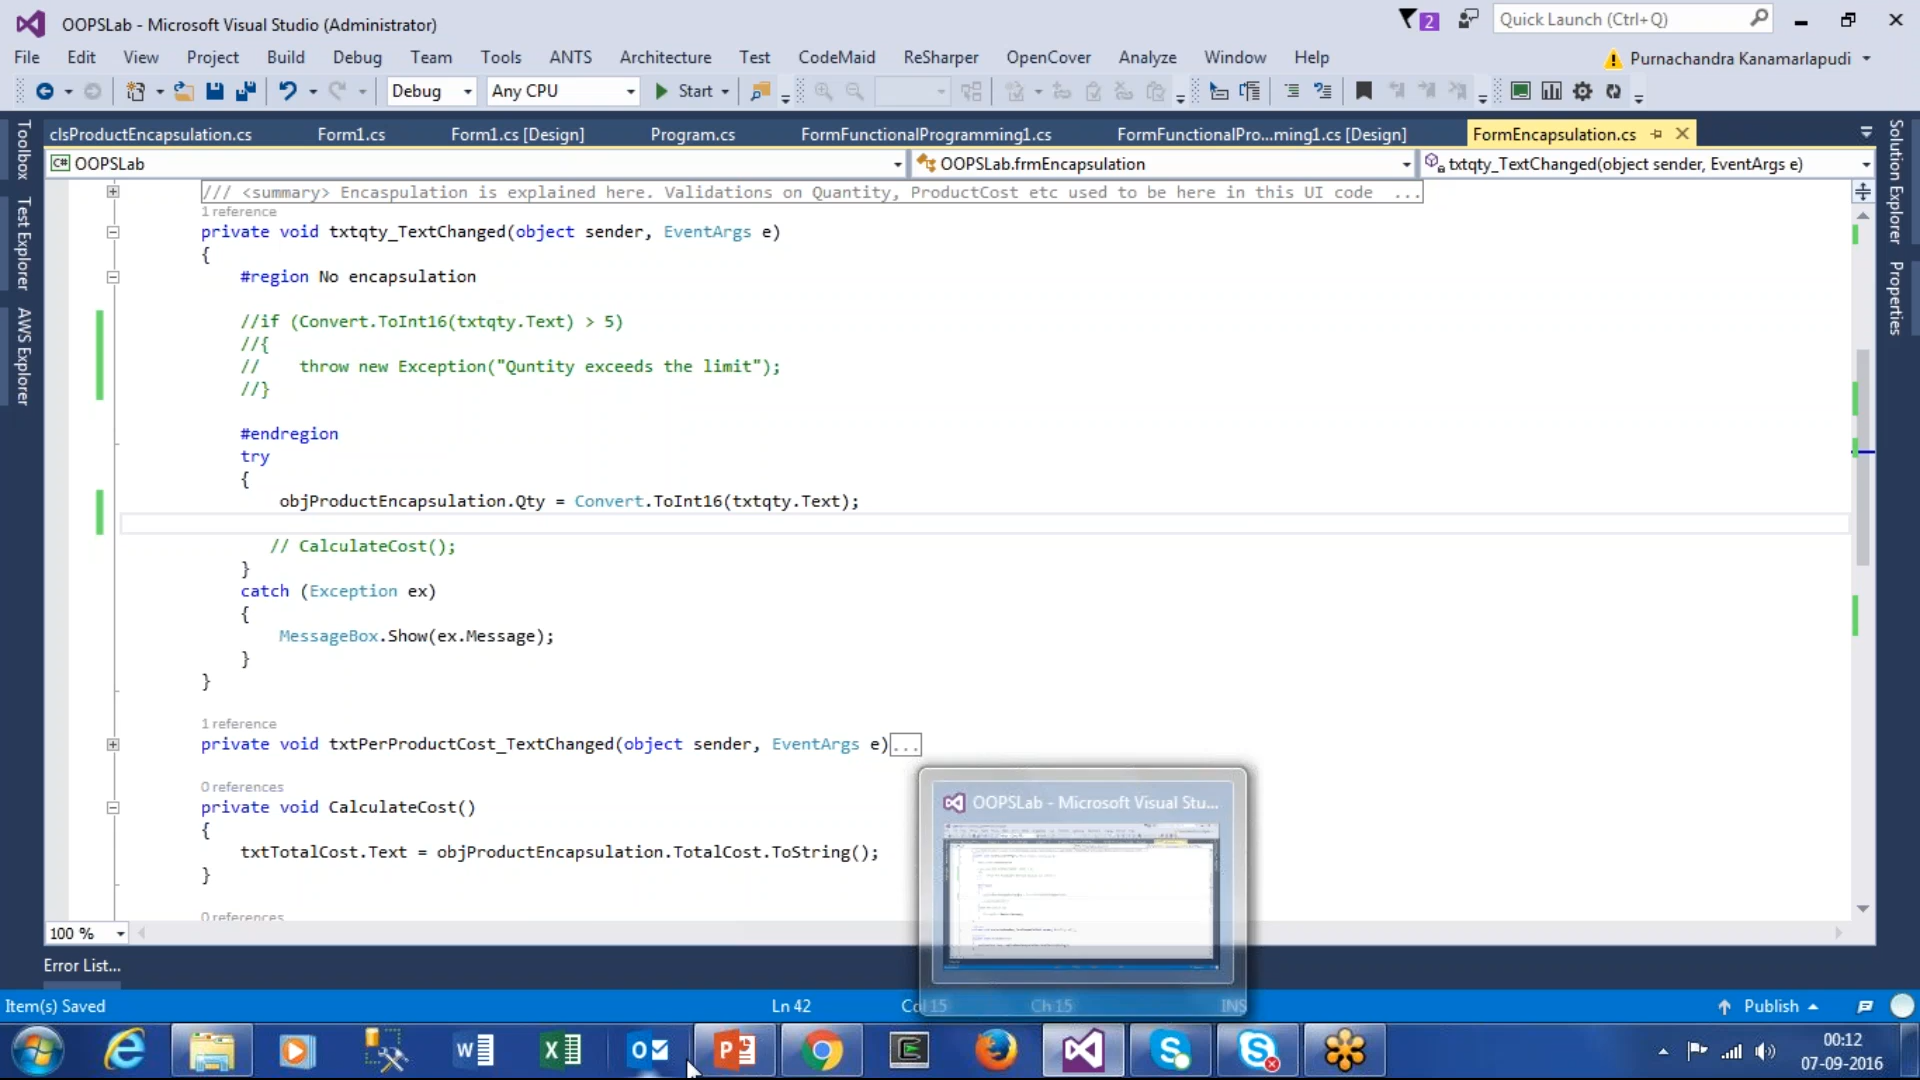 OOPSLab - Microsoft Visual Studio (Administrator)
2
Quick Launch (Ctrl+Q)
File Edit View Project Build Debug Team Tools ANTS Architecture Test CodeMaid ReSharper OpenCover Analyze Window Help
Purnachandra Kanamarlapudi
Debug Any CPU Start
clsProductEncapsulation.cs Form1.cs Form1.cs [Design] Program.cs FormFunctionalProgramming1.cs FormFunctionalPro...ming1.cs [Design] FormEncapsulation.cs
C# OOPSLab OOPSLab.frmEncapsulation txtqty_TextChanged(object sender, EventArgs e)
Toolbox
Test Explorer
AWS Explorer
Solution Explorer
Properties
/// <summary> Encaspulation is explained here. Validations on Quantity, ProductCost etc used to be here in this UI code ...
1 reference
private void txtqty_TextChanged(object sender, EventArgs e)
{
#region No encapsulation
//if (Convert.ToInt16(txtqty.Text) > 5)
//{
// throw new Exception("Quntity exceeds the limit");
//}
#endregion
try
{
objProductEncapsulation.Qty = Convert.ToInt16(txtqty.Text);
// CalculateCost();
}
catch (Exception ex)
{
MessageBox.Show(ex.Message);
}
}
1 reference
private void txtPerProductCost_TextChanged(object sender, EventArgs e)...
0 references
private void CalculateCost()
{
txtTotalCost.Text = objProductEncapsulation.TotalCost.ToString();
}
0 references
100 %
OOPSLab - Microsoft Visual Stu...
Error List...
Item(s) Saved Ln 42 Col 15 Ch 15 INS Publish
00:12
07-09-2016